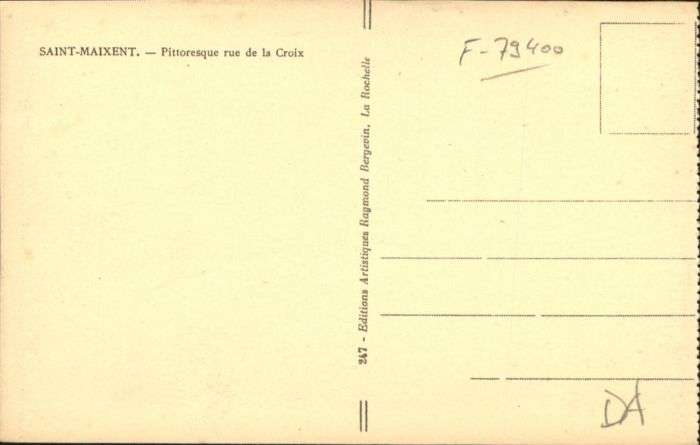 SAINT-MAIXENT. — Pittoresque rue de la Croix
247 - Editions Artistiques Raymond Bergevin, La Rochelle
F-79400
DA